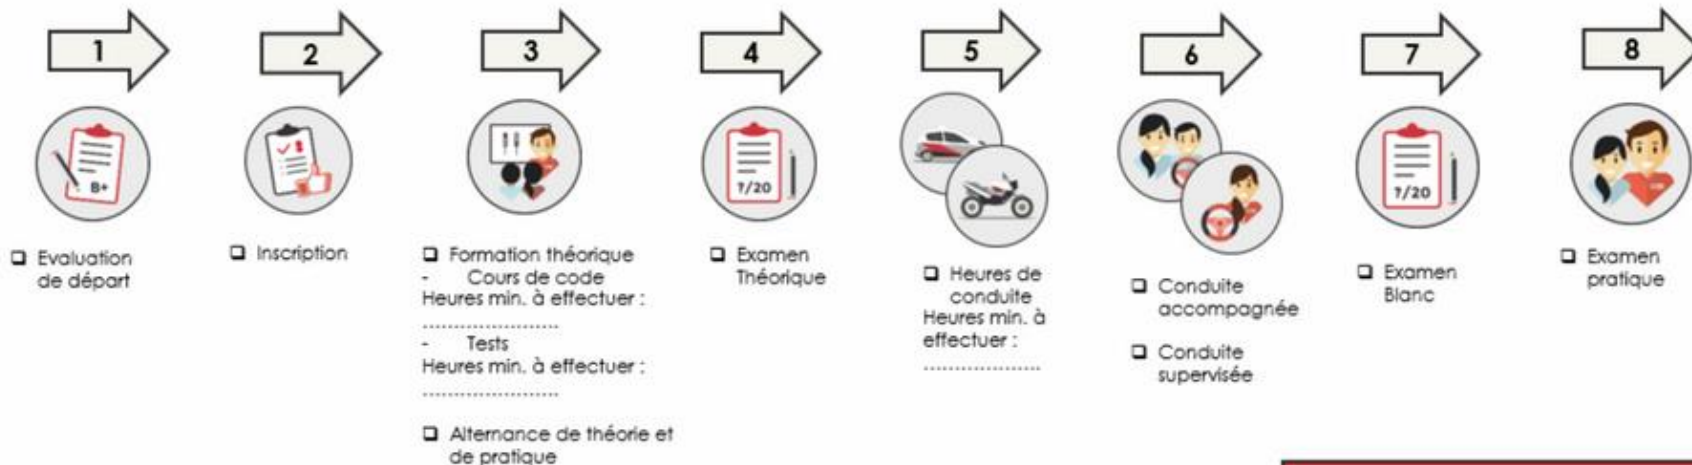 1
2
3
4
5
6
7
8
B+
?/20
?/20
❑ Evaluation
de départ
❑ Inscription
❑ Formation théorique
- Cours de code
Heures min. à effectuer :
......................
- Tests
Heures min. à effectuer :
......................
❑ Alternance de théorie et
de pratique
❑ Examen
Théorique
❑ Heures de
conduite
Heures min. à
effectuer :
...................
❑ Conduite
accompagnée
❑ Conduite
supervisée
❑ Examen
Blanc
❑ Examen
pratique